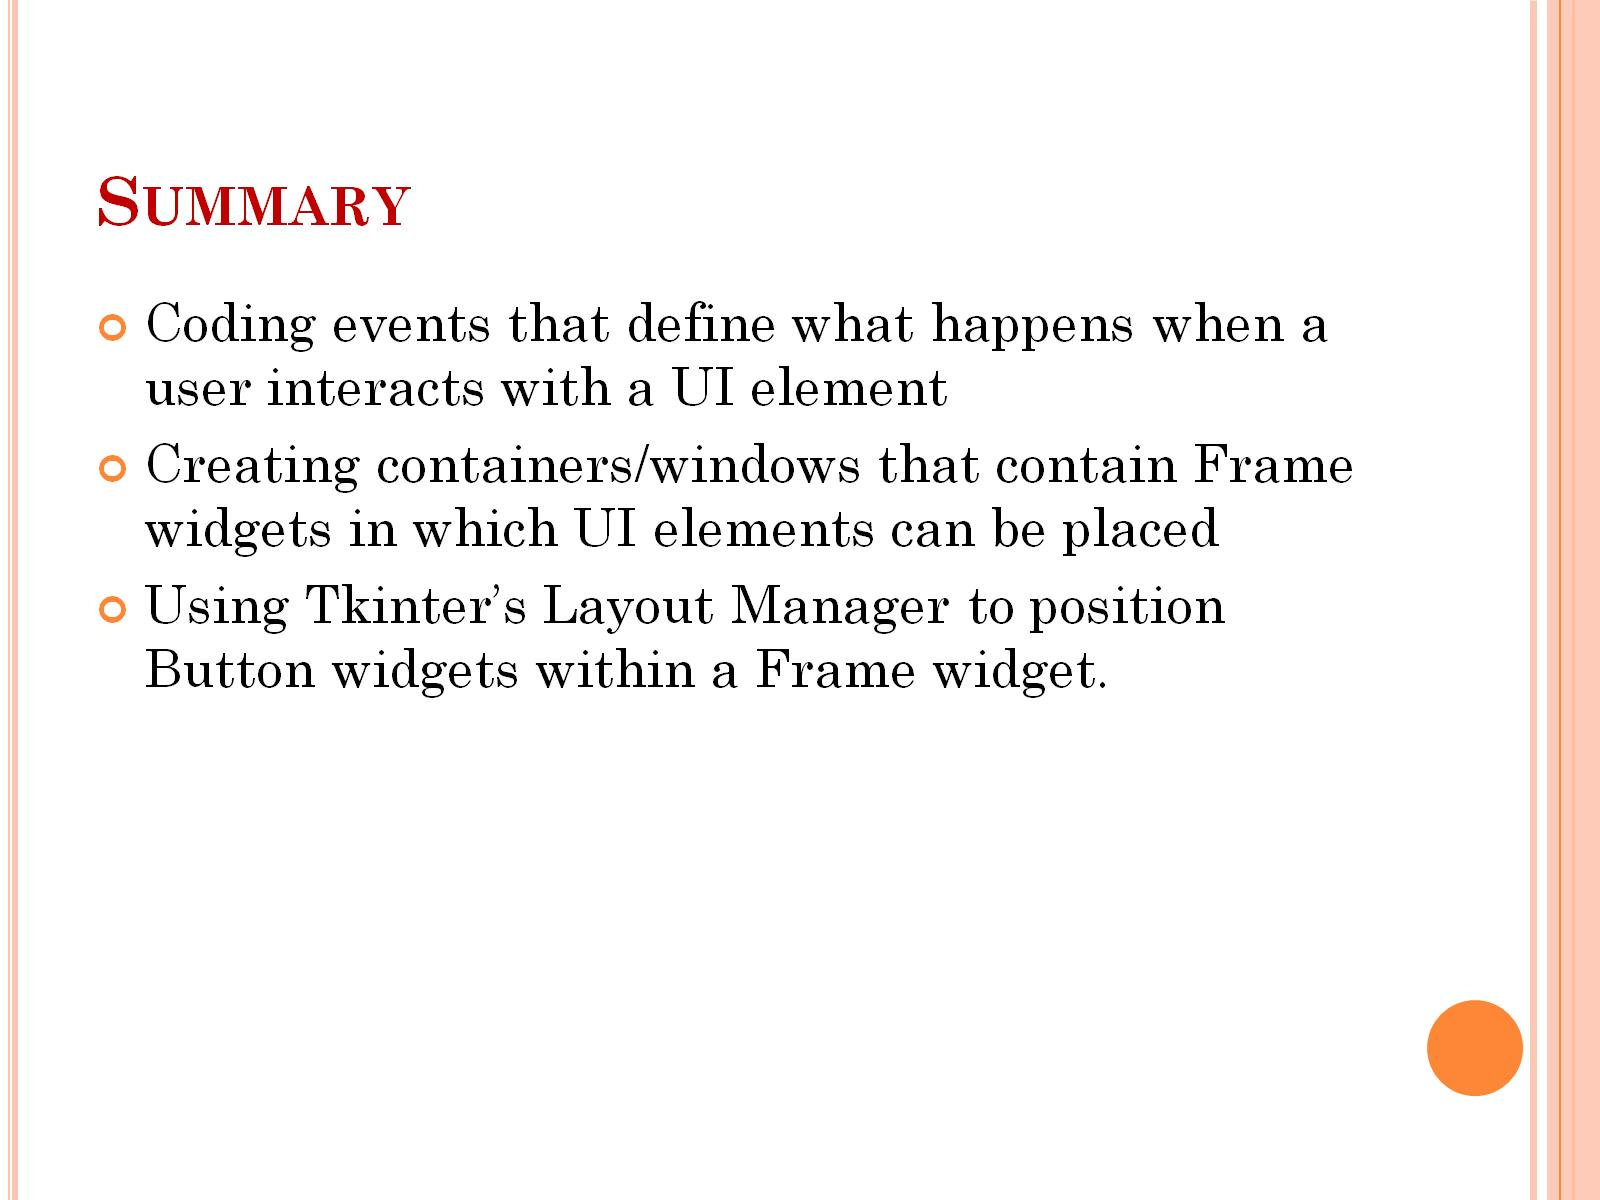 Summary
Coding events that define what happens when a
user interacts with a UI element
Creating containers/windows that contain Frame
widgets in which UI elements can be placed
Using Tkinter’s Layout Manager to position
Button widgets within a Frame widget.